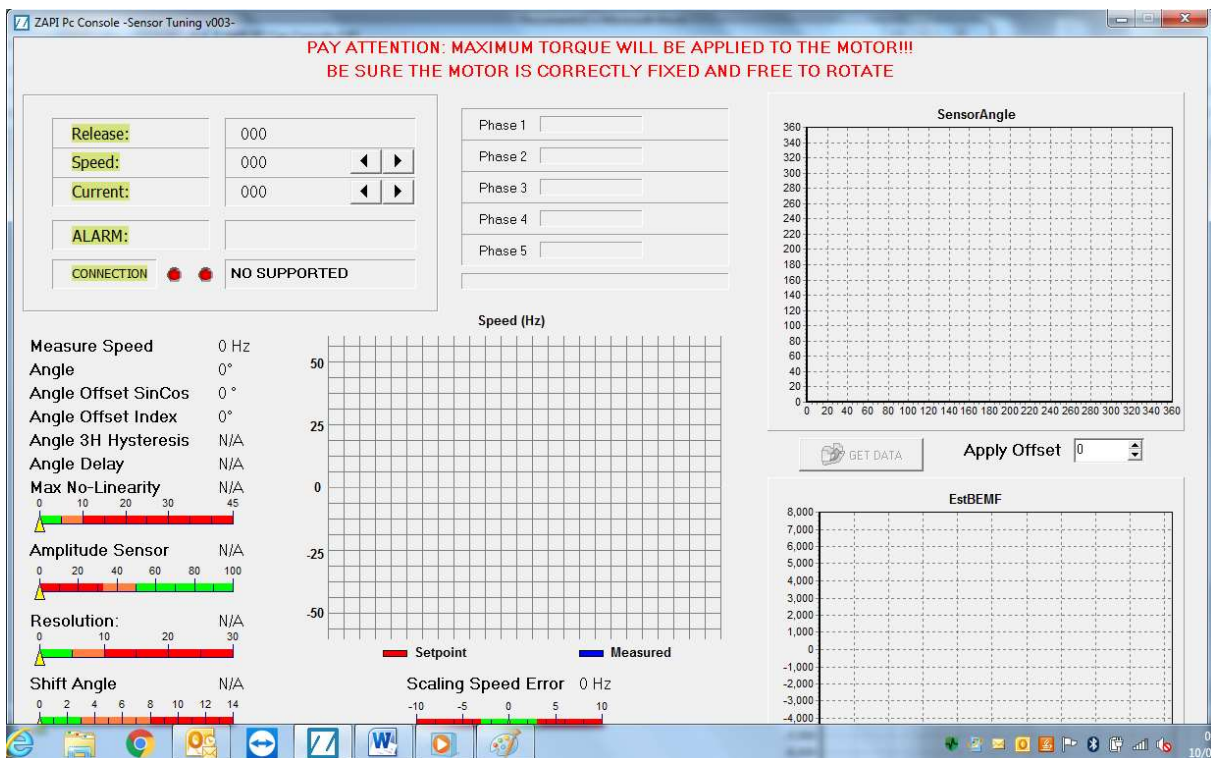 ZAPI Pc Console -Sensor Tuning v003-
PAY ATTENTION: MAXIMUM TORQUE WILL BE APPLIED TO THE MOTOR!!!
BE SURE THE MOTOR IS CORRECTLY FIXED AND FREE TO ROTATE
Release: 000
Speed: 000
Current: 000
ALARM:
CONNECTION NO SUPPORTED
Phase 1
Phase 2
Phase 3
Phase 4
Phase 5
SensorAngle
360
340
320
300
280
260
240
220
200
180
160
140
120
100
80
60
40
20
0
0 20 40 60 80 100 120 140 160 180 200 220 240 260 280 300 320 340 360
GET DATA Apply Offset 0
Measure Speed 0 Hz
Angle 0°
Angle Offset SinCos 0 °
Angle Offset Index 0°
Angle 3H Hysteresis N/A
Angle Delay N/A
Max No-Linearity N/A
0 10 20 30 45
Amplitude Sensor N/A
0 20 40 60 80 100
Resolution: N/A
0 10 20 30
Shift Angle N/A
0 2 4 6 8 10 12 14
Speed (Hz)
50
25
0
-25
-50
Setpoint Measured
Scaling Speed Error 0 Hz
-10 -5 0 5 10
EstBEMF
8,000
7,000
6,000
5,000
4,000
3,000
2,000
1,000
0
-1,000
-2,000
-3,000
-4,000